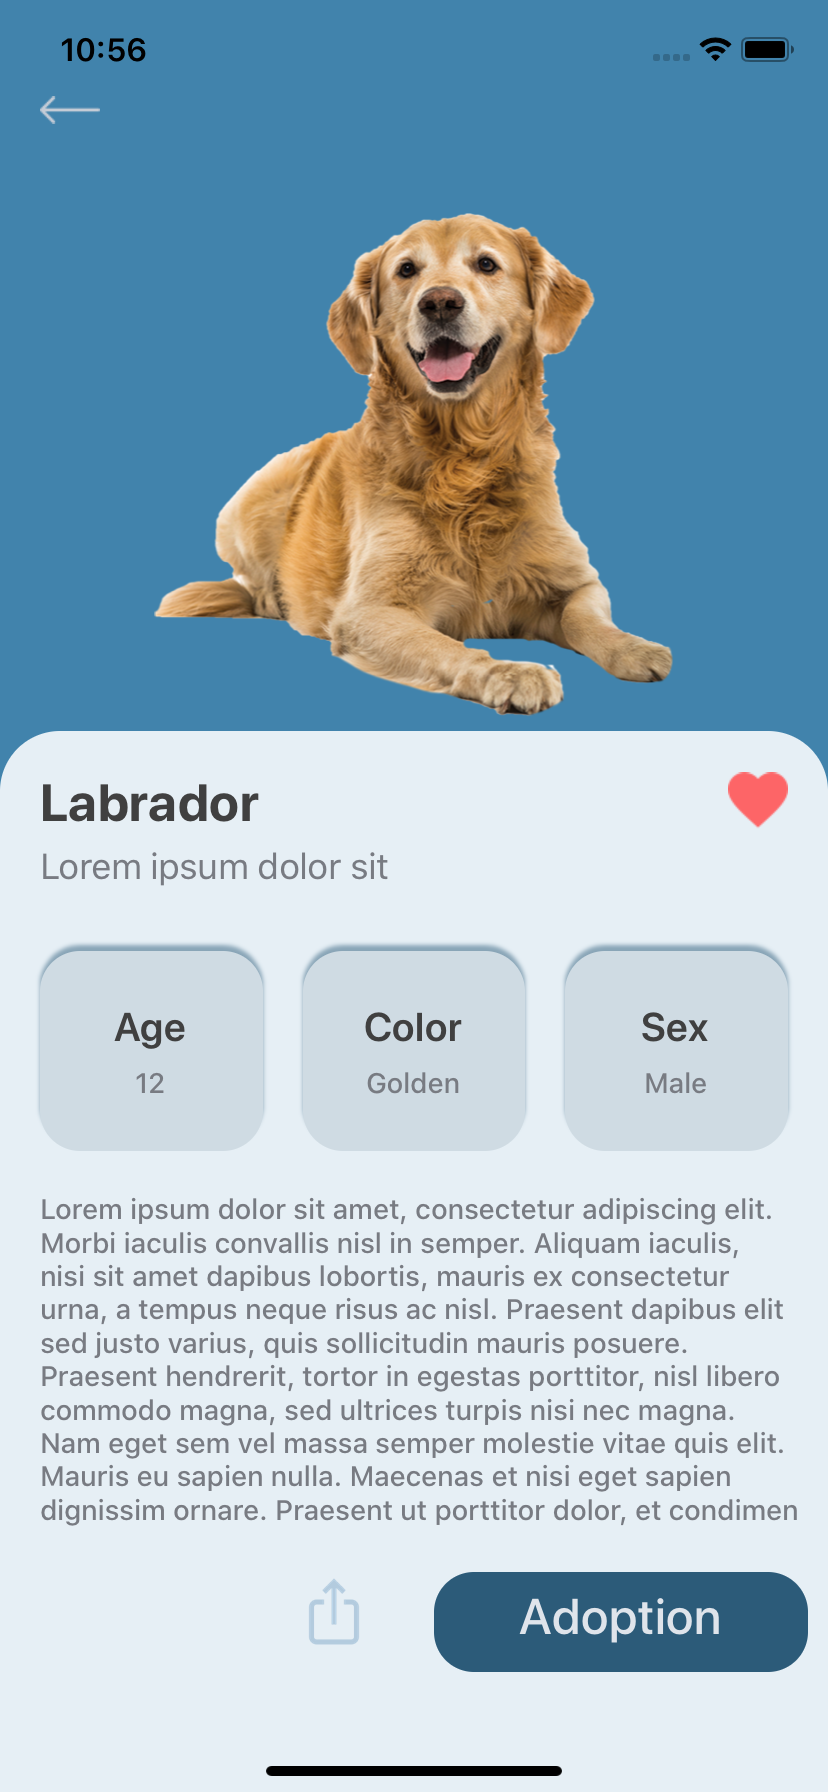 10:56
Labrador
Lorem ipsum dolor sit
Age
12
Color
Golden
Sex
Male
Lorem ipsum dolor sit amet, consectetur adipiscing elit.
Morbi iaculis convallis nisl in semper. Aliquam iaculis,
nisi sit amet dapibus lobortis, mauris ex consectetur
urna, a tempus neque risus ac nisl. Praesent dapibus elit
sed justo varius, quis sollicitudin mauris posuere.
Praesent hendrerit, tortor in egestas porttitor, nisl libero
commodo magna, sed ultrices turpis nisi nec magna.
Nam eget sem vel massa semper molestie vitae quis elit.
Mauris eu sapien nulla. Maecenas et nisi eget sapien
dignissim ornare. Praesent ut porttitor dolor, et condimen
Adoption